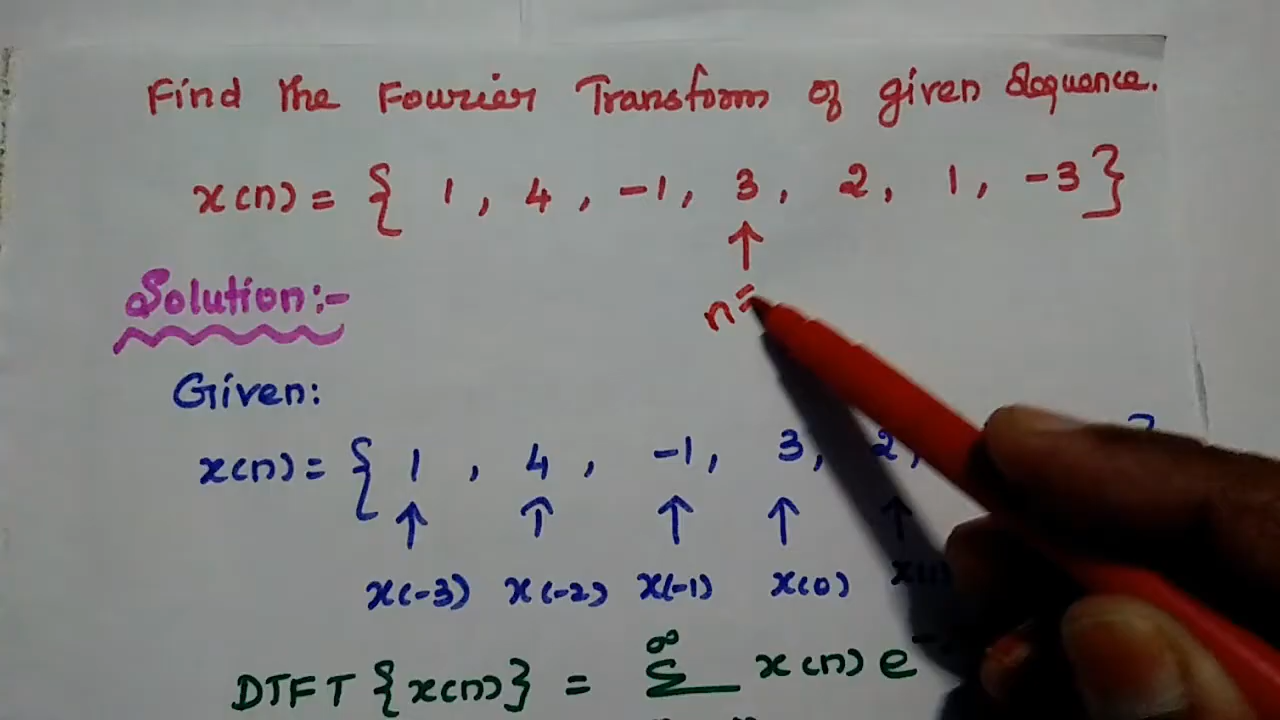 Find the Fourier Transform of given Sequence.
x(n) = { 1 , 4 , -1, 3 , 2 , 1 , -3 }
↑
n =
Solution:-
Given:
x(n) = { 1 , 4 , -1, 3, 2,
↑ ↑ ↑ ↑ ↑
x(-3) x(-2) x(-1) x(0) x(1)
∞
DTFT {x(n)} = Σ x(n) e⁻